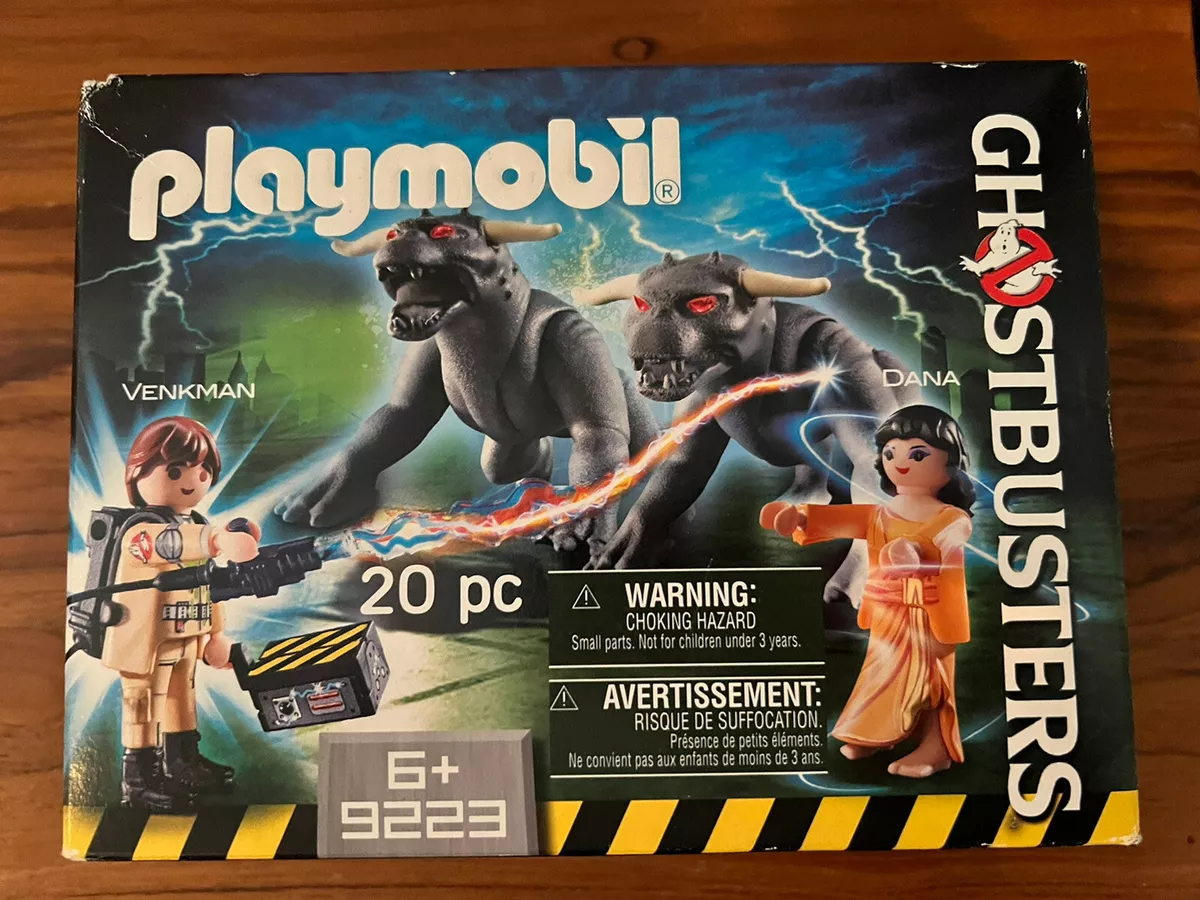 playmobil®
GHOSTBUSTERS
VENKMAN
DANA
20 pc
WARNING:
CHOKING HAZARD
Small parts. Not for children under 3 years.
AVERTISSEMENT:
RISQUE DE SUFFOCATION.
Présence de petits éléments.
Ne convient pas aux enfants de moins de 3 ans.
6+
9223